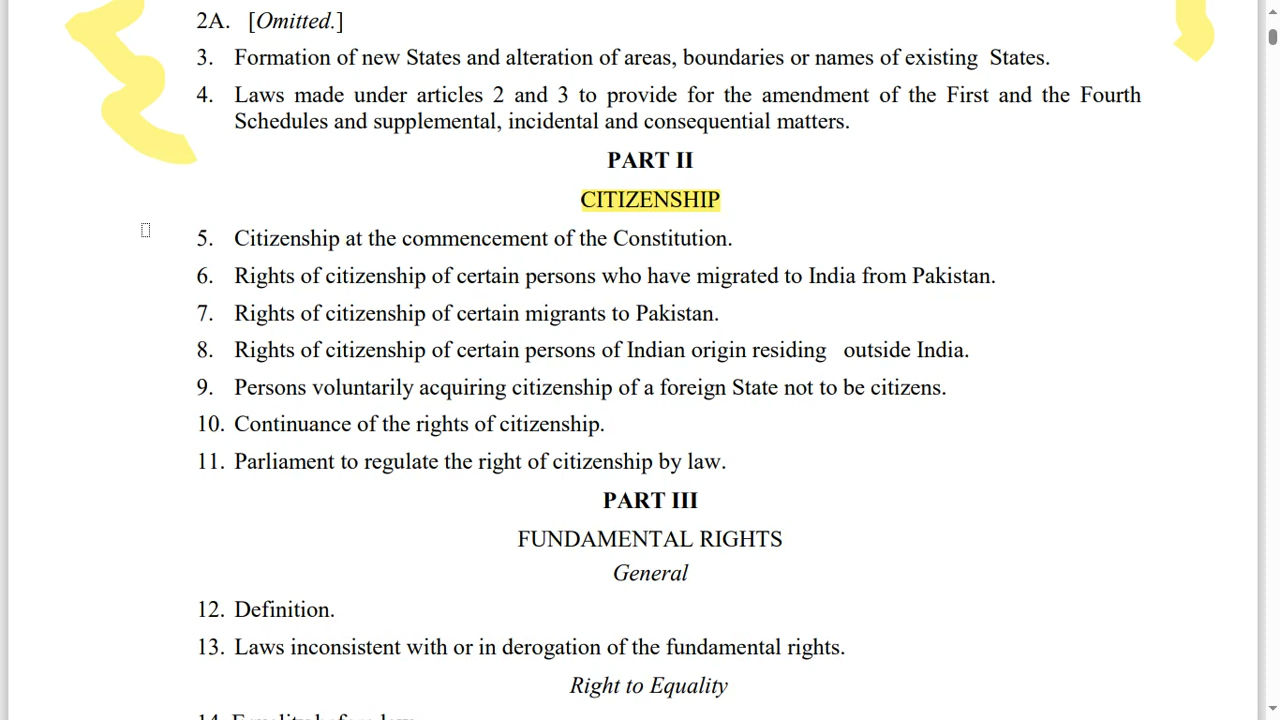 2A. [Omitted.]
3. Formation of new States and alteration of areas, boundaries or names of existing States.
4. Laws made under articles 2 and 3 to provide for the amendment of the First and the Fourth
Schedules and supplemental, incidental and consequential matters.
PART II
CITIZENSHIP
5. Citizenship at the commencement of the Constitution.
6. Rights of citizenship of certain persons who have migrated to India from Pakistan.
7. Rights of citizenship of certain migrants to Pakistan.
8. Rights of citizenship of certain persons of Indian origin residing outside India.
9. Persons voluntarily acquiring citizenship of a foreign State not to be citizens.
10. Continuance of the rights of citizenship.
11. Parliament to regulate the right of citizenship by law.
PART III
FUNDAMENTAL RIGHTS
General
12. Definition.
13. Laws inconsistent with or in derogation of the fundamental rights.
Right to Equality
14. Equality before law.